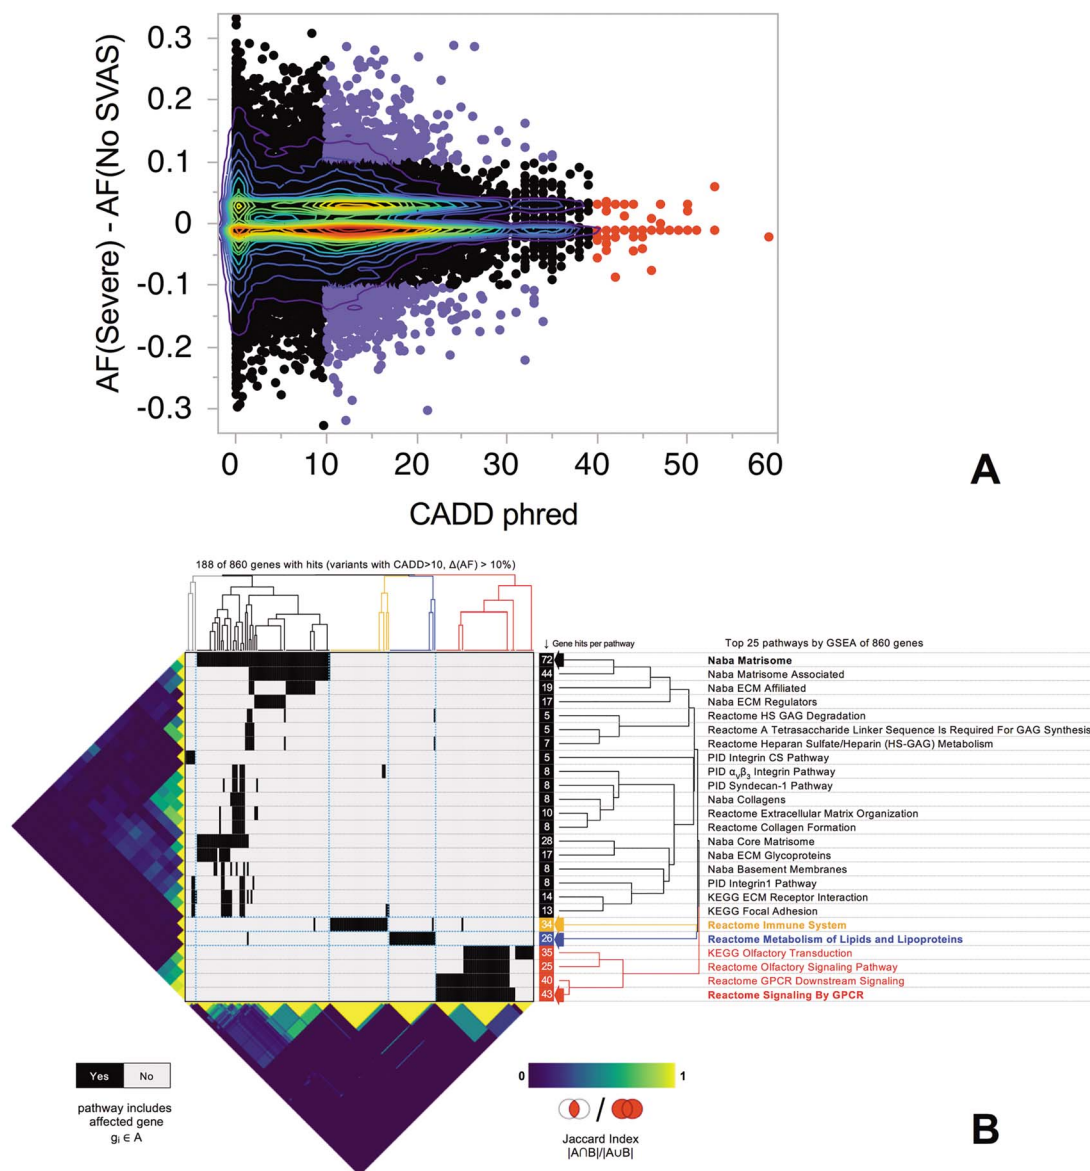 0.3
0.2
0.1
0
-0.1
-0.2
-0.3
AF(Severe) - AF(No SVAS)
0 10 20 30 40 50 60
CADD phred
A
188 of 860 genes with hits (variants with CADD>10, Δ(AF) > 10%)
↓ Gene hits per pathway
Top 25 pathways by GSEA of 860 genes
72 Naba Matrisome
44 Naba Matrisome Associated
19 Naba ECM Affiliated
17 Naba ECM Regulators
5 Reactome HS GAG Degradation
5 Reactome A Tetrasaccharide Linker Sequence Is Required For GAG Synthesis
7 Reactome Heparan Sulfate/Heparin (HS-GAG) Metabolism
5 PID Integrin CS Pathway
8 PID αvβ3 Integrin Pathway
8 PID Syndecan-1 Pathway
8 Naba Collagens
10 Reactome Extracellular Matrix Organization
8 Reactome Collagen Formation
28 Naba Core Matrisome
17 Naba ECM Glycoproteins
8 Naba Basement Membranes
8 PID Integrin1 Pathway
14 KEGG ECM Receptor Interaction
13 KEGG Focal Adhesion
34 Reactome Immune System
26 Reactome Metabolism of Lipids and Lipoproteins
35 KEGG Olfactory Transduction
25 Reactome Olfactory Signaling Pathway
40 Reactome GPCR Downstream Signaling
43 Reactome Signaling By GPCR
Yes No
pathway includes
affected gene
gi ∈ A
0 1
/
Jaccard Index
|A∩B|/|A∪B|
B